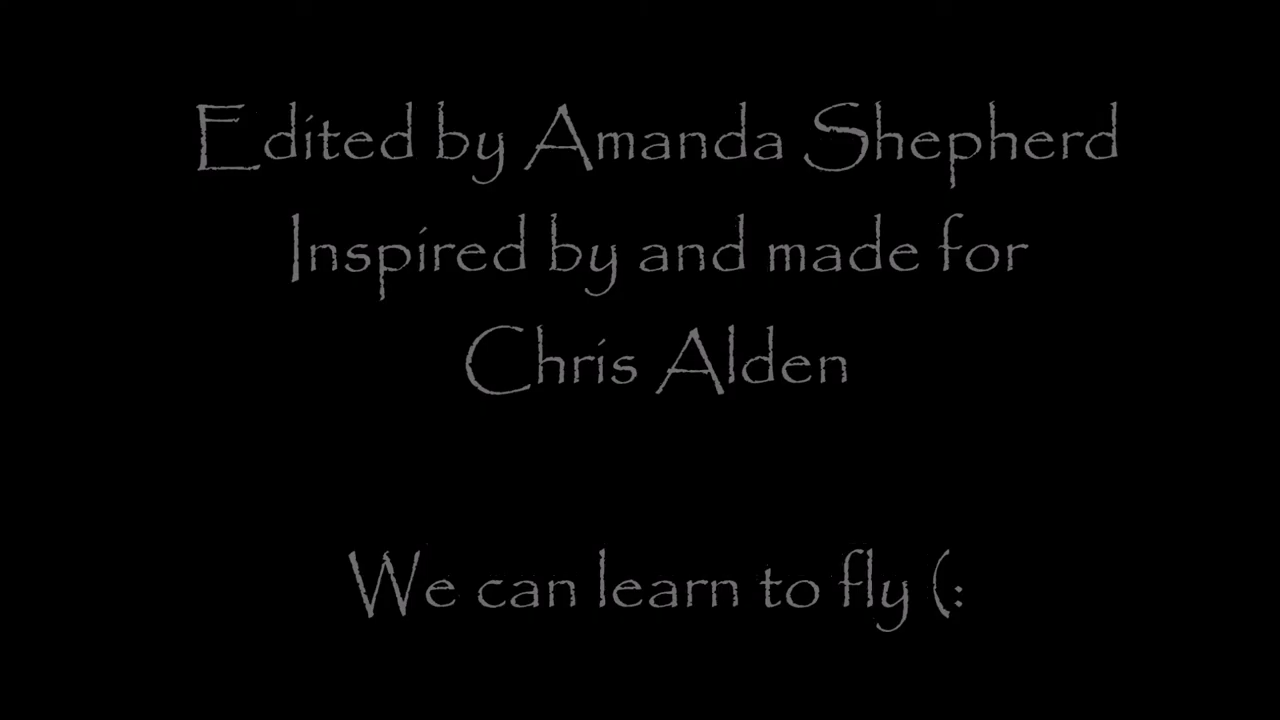 Edited by Amanda Shepherd
Inspired by and made for
Chris Alden
We can learn to fly (: